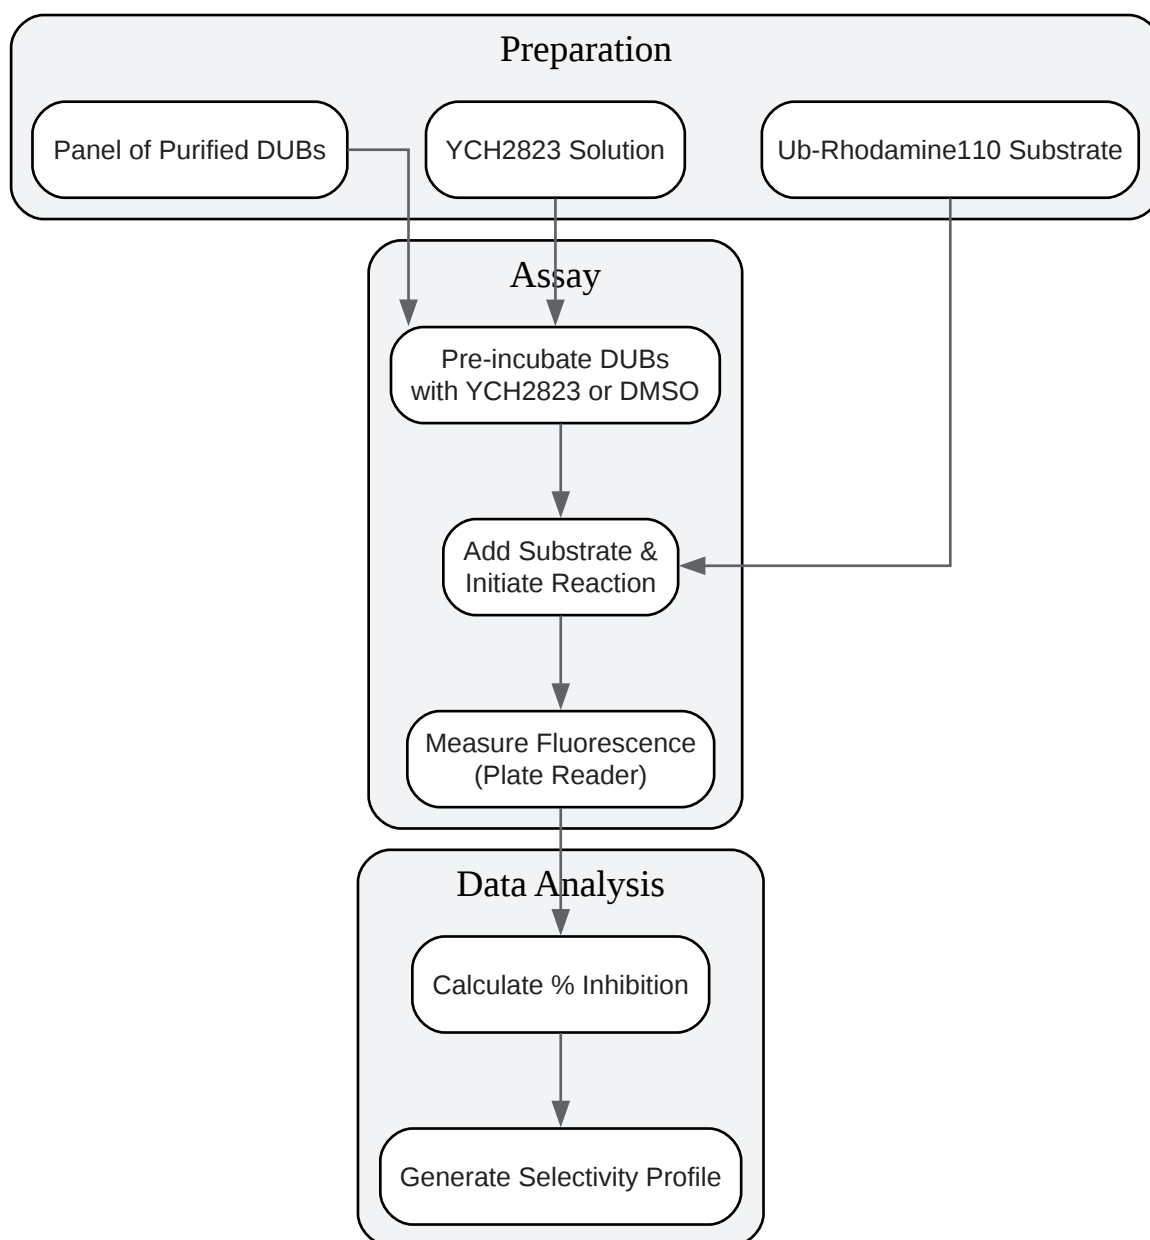 Preparation
Panel of Purified DUBs
YCH2823 Solution
Ub-Rhodamine110 Substrate
Assay
Pre-incubate DUBs
with YCH2823 or DMSO
Add Substrate &
Initiate Reaction
Measure Fluorescence
(Plate Reader)
Data Analysis
Calculate % Inhibition
Generate Selectivity Profile